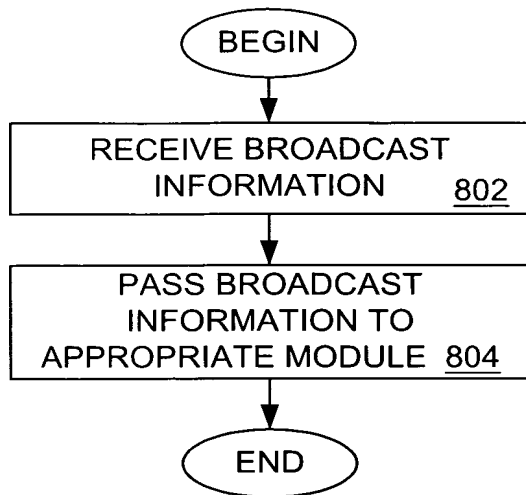 BEGIN
RECEIVE BROADCAST
INFORMATION 802
PASS BROADCAST
INFORMATION TO
APPROPRIATE MODULE 804
END